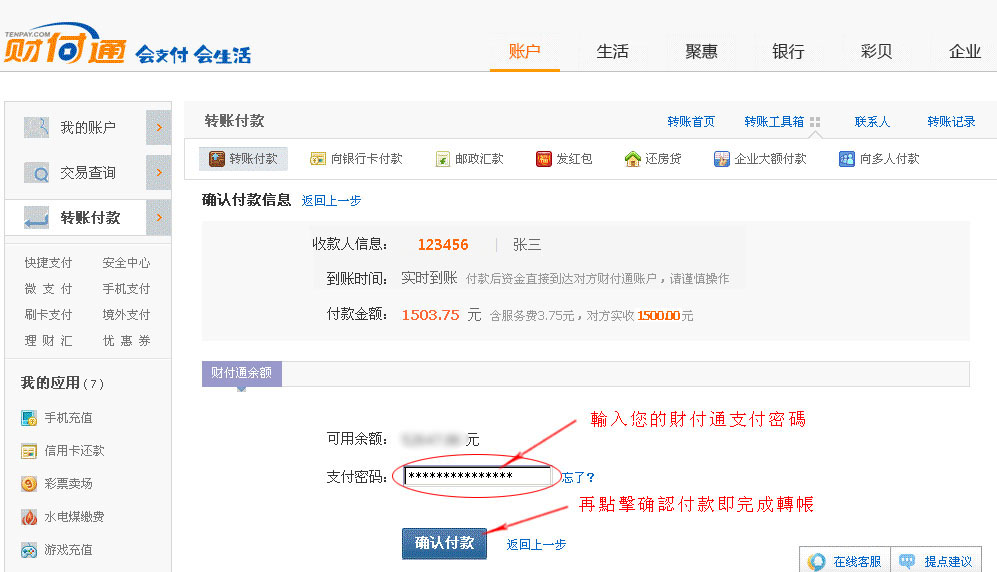 TENPAY.COM
财付通 会支付 会生活
账户 生活 聚惠 银行 彩贝 企业
我的账户
交易查询
转账付款
快捷支付 安全中心
微支付 手机支付
刷卡支付 境外支付
理财汇 优惠券
我的应用(7)
手机充值
信用卡还款
彩票卖场
水电煤缴费
游戏充值
转账付款 转账首页 转账工具箱 联系人 转账记录
转账付款 向银行卡付款 邮政汇款 发红包 还房贷 企业大额付款 向多人付款
确认付款信息 返回上一步
收款人信息: 123456 | 张三
到账时间: 实时到账 付款后资金直接到达对方财付通账户,请谨慎操作
付款金额: 1503.75 元 含服务费3.75元,对方实收1500.00元
财付通余额
輸入您的財付通支付密碼
可用余额: 元
支付密码: *************** 忘了?
再點擊确認付款即完成轉帳
确认付款 返回上一步
在线客服 提点建议